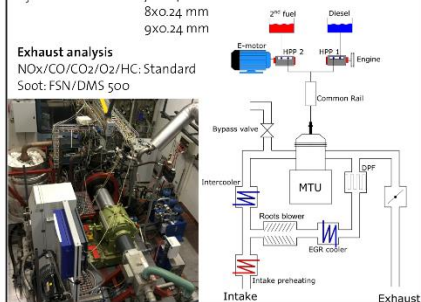 8x0.24 mm
9x0.24 mm
Exhaust analysis
NOx/CO/CO2/O2/HC: Standard
Soot: FSN/DMS 500
2nd fuel
Diesel
E-motor
HPP 2
HPP 1
Engine
Common Rail
Bypass valve
DPF
Intercooler
MTU
Roots blower
EGR cooler
Intake preheating
Intake
Exhaust